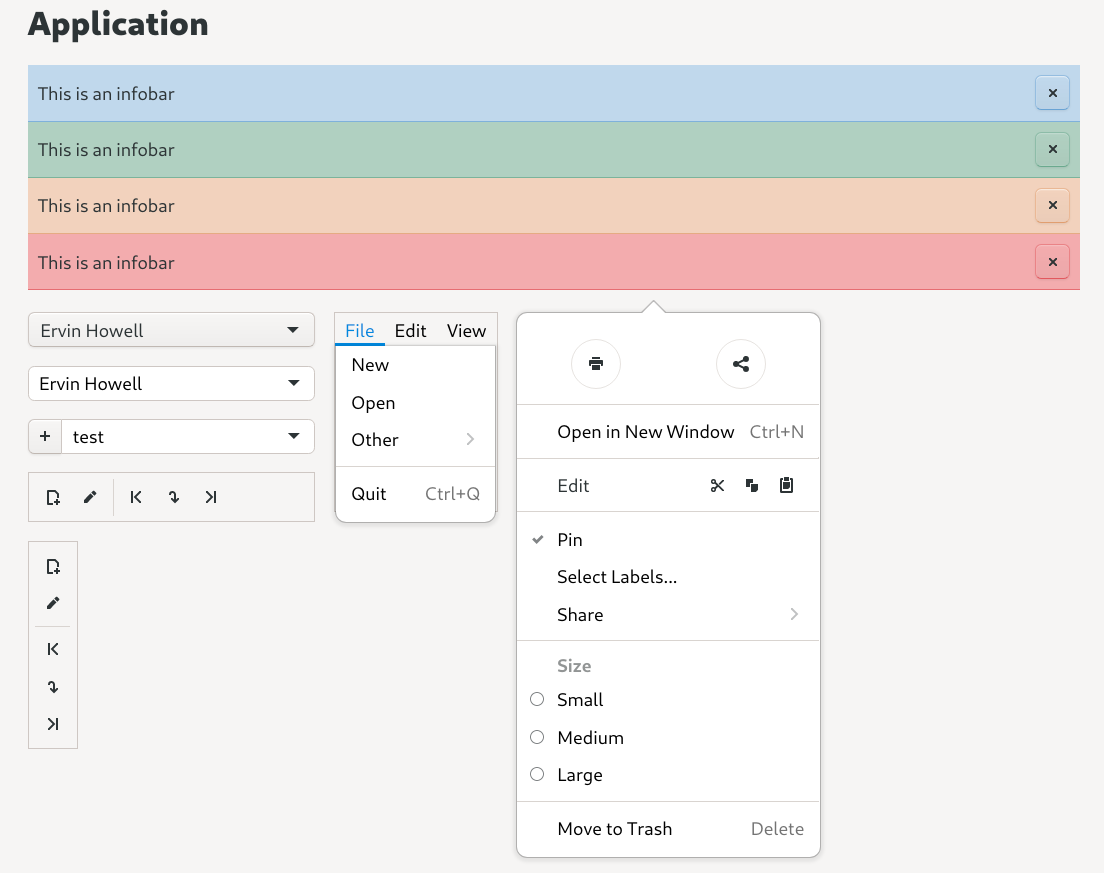 Application
This is an infobar
This is an infobar
This is an infobar
This is an infobar
Ervin Howell
Ervin Howell
test
File Edit View
New
Open
Other
Quit Ctrl+Q
Open in New Window Ctrl+N
Edit
Pin
Select Labels...
Share
Size
Small
Medium
Large
Move to Trash Delete